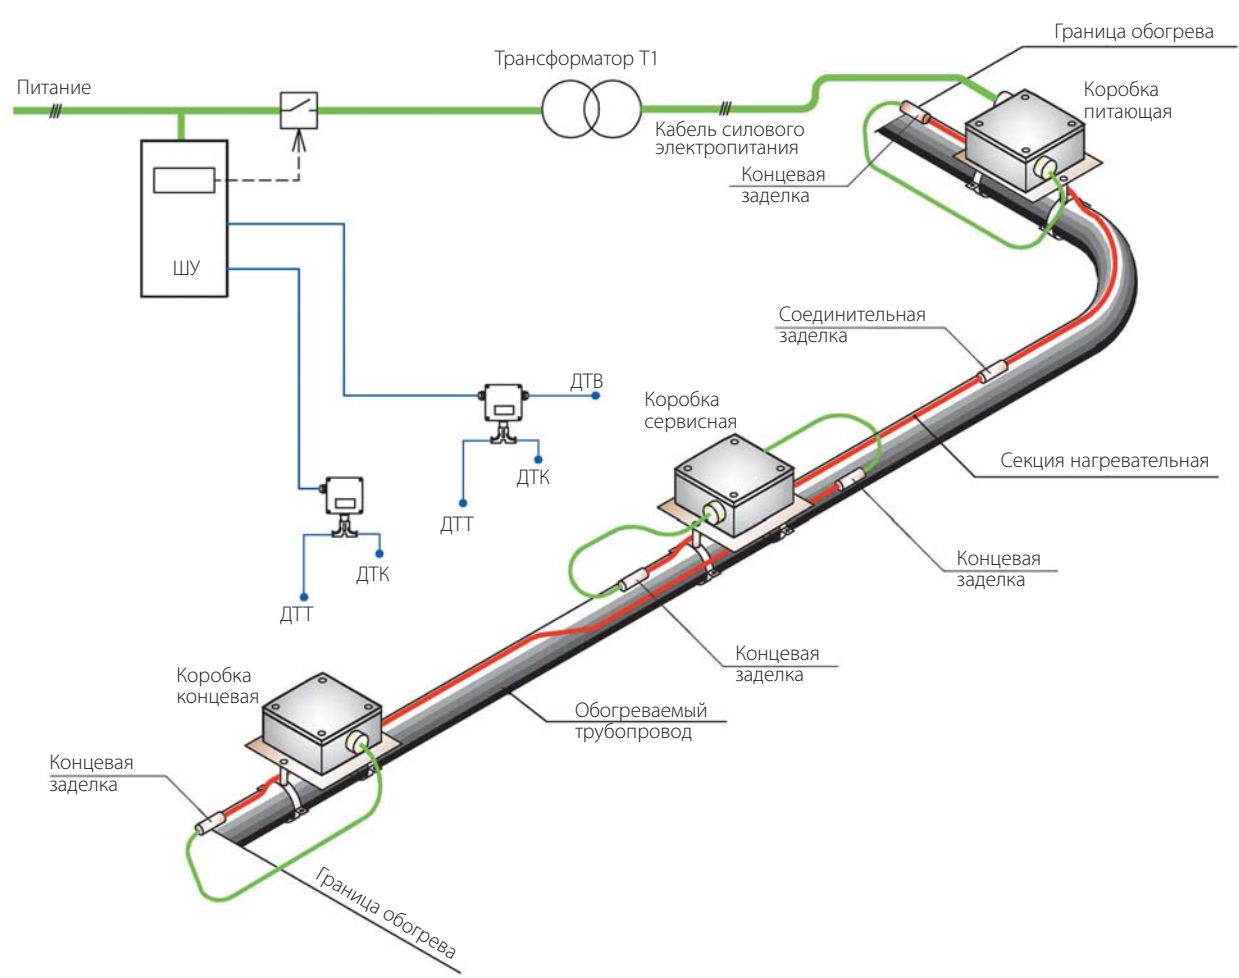 Граница обогрева
Трансформатор Т1
Питание
Коробка
питающая
Кабель силового
электропитания
Концевая
заделка
ШУ
Соединительная
заделка
ДТВ
Коробка
сервисная
Секция нагревательная
ДТК
ДТТ
Концевая
заделка
ДТК
ДТТ
Концевая
заделка
Коробка
концевая
Обогреваемый
трубопровод
Концевая
заделка
Граница обогрева